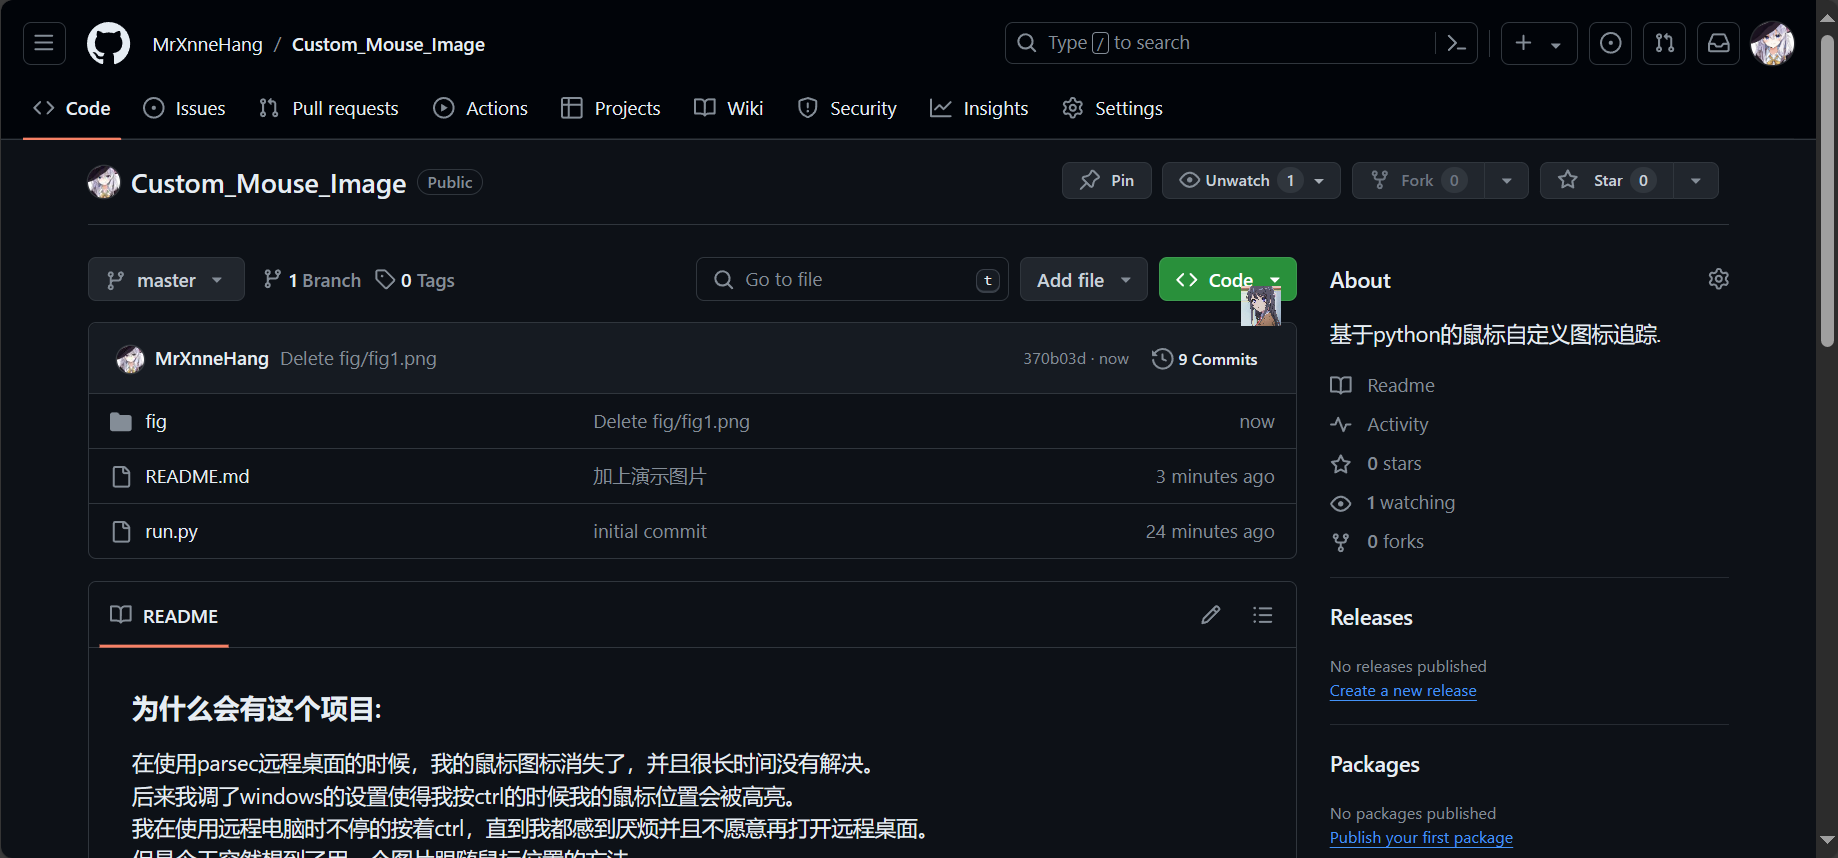 MrXnneHang / Custom_Mouse_Image
Type / to search
Code
Issues
Pull requests
Actions
Projects
Wiki
Security
Insights
Settings
Custom_Mouse_Image
Public
Pin
Unwatch 1
Fork 0
Star 0
master
1 Branch
0 Tags
Go to file
t
Add file
Code
MrXnneHang Delete fig/fig1.png
370b03d · now
9 Commits
fig
Delete fig/fig1.png
now
README.md
加上演示图片
3 minutes ago
run.py
initial commit
24 minutes ago
README
为什么会有这个项目:
在使用parsec远程桌面的时候，我的鼠标图标消失了，并且很长时间没有解决。
后来我调了windows的设置使得我按ctrl的时候我的鼠标位置会被高亮。
我在使用远程电脑时不停的按着ctrl，直到我都感到厌烦并且不愿意再打开远程桌面。
About
基于python的鼠标自定义图标追踪.
Readme
Activity
0 stars
1 watching
0 forks
Releases
No releases published
Create a new release
Packages
No packages published
Publish your first package